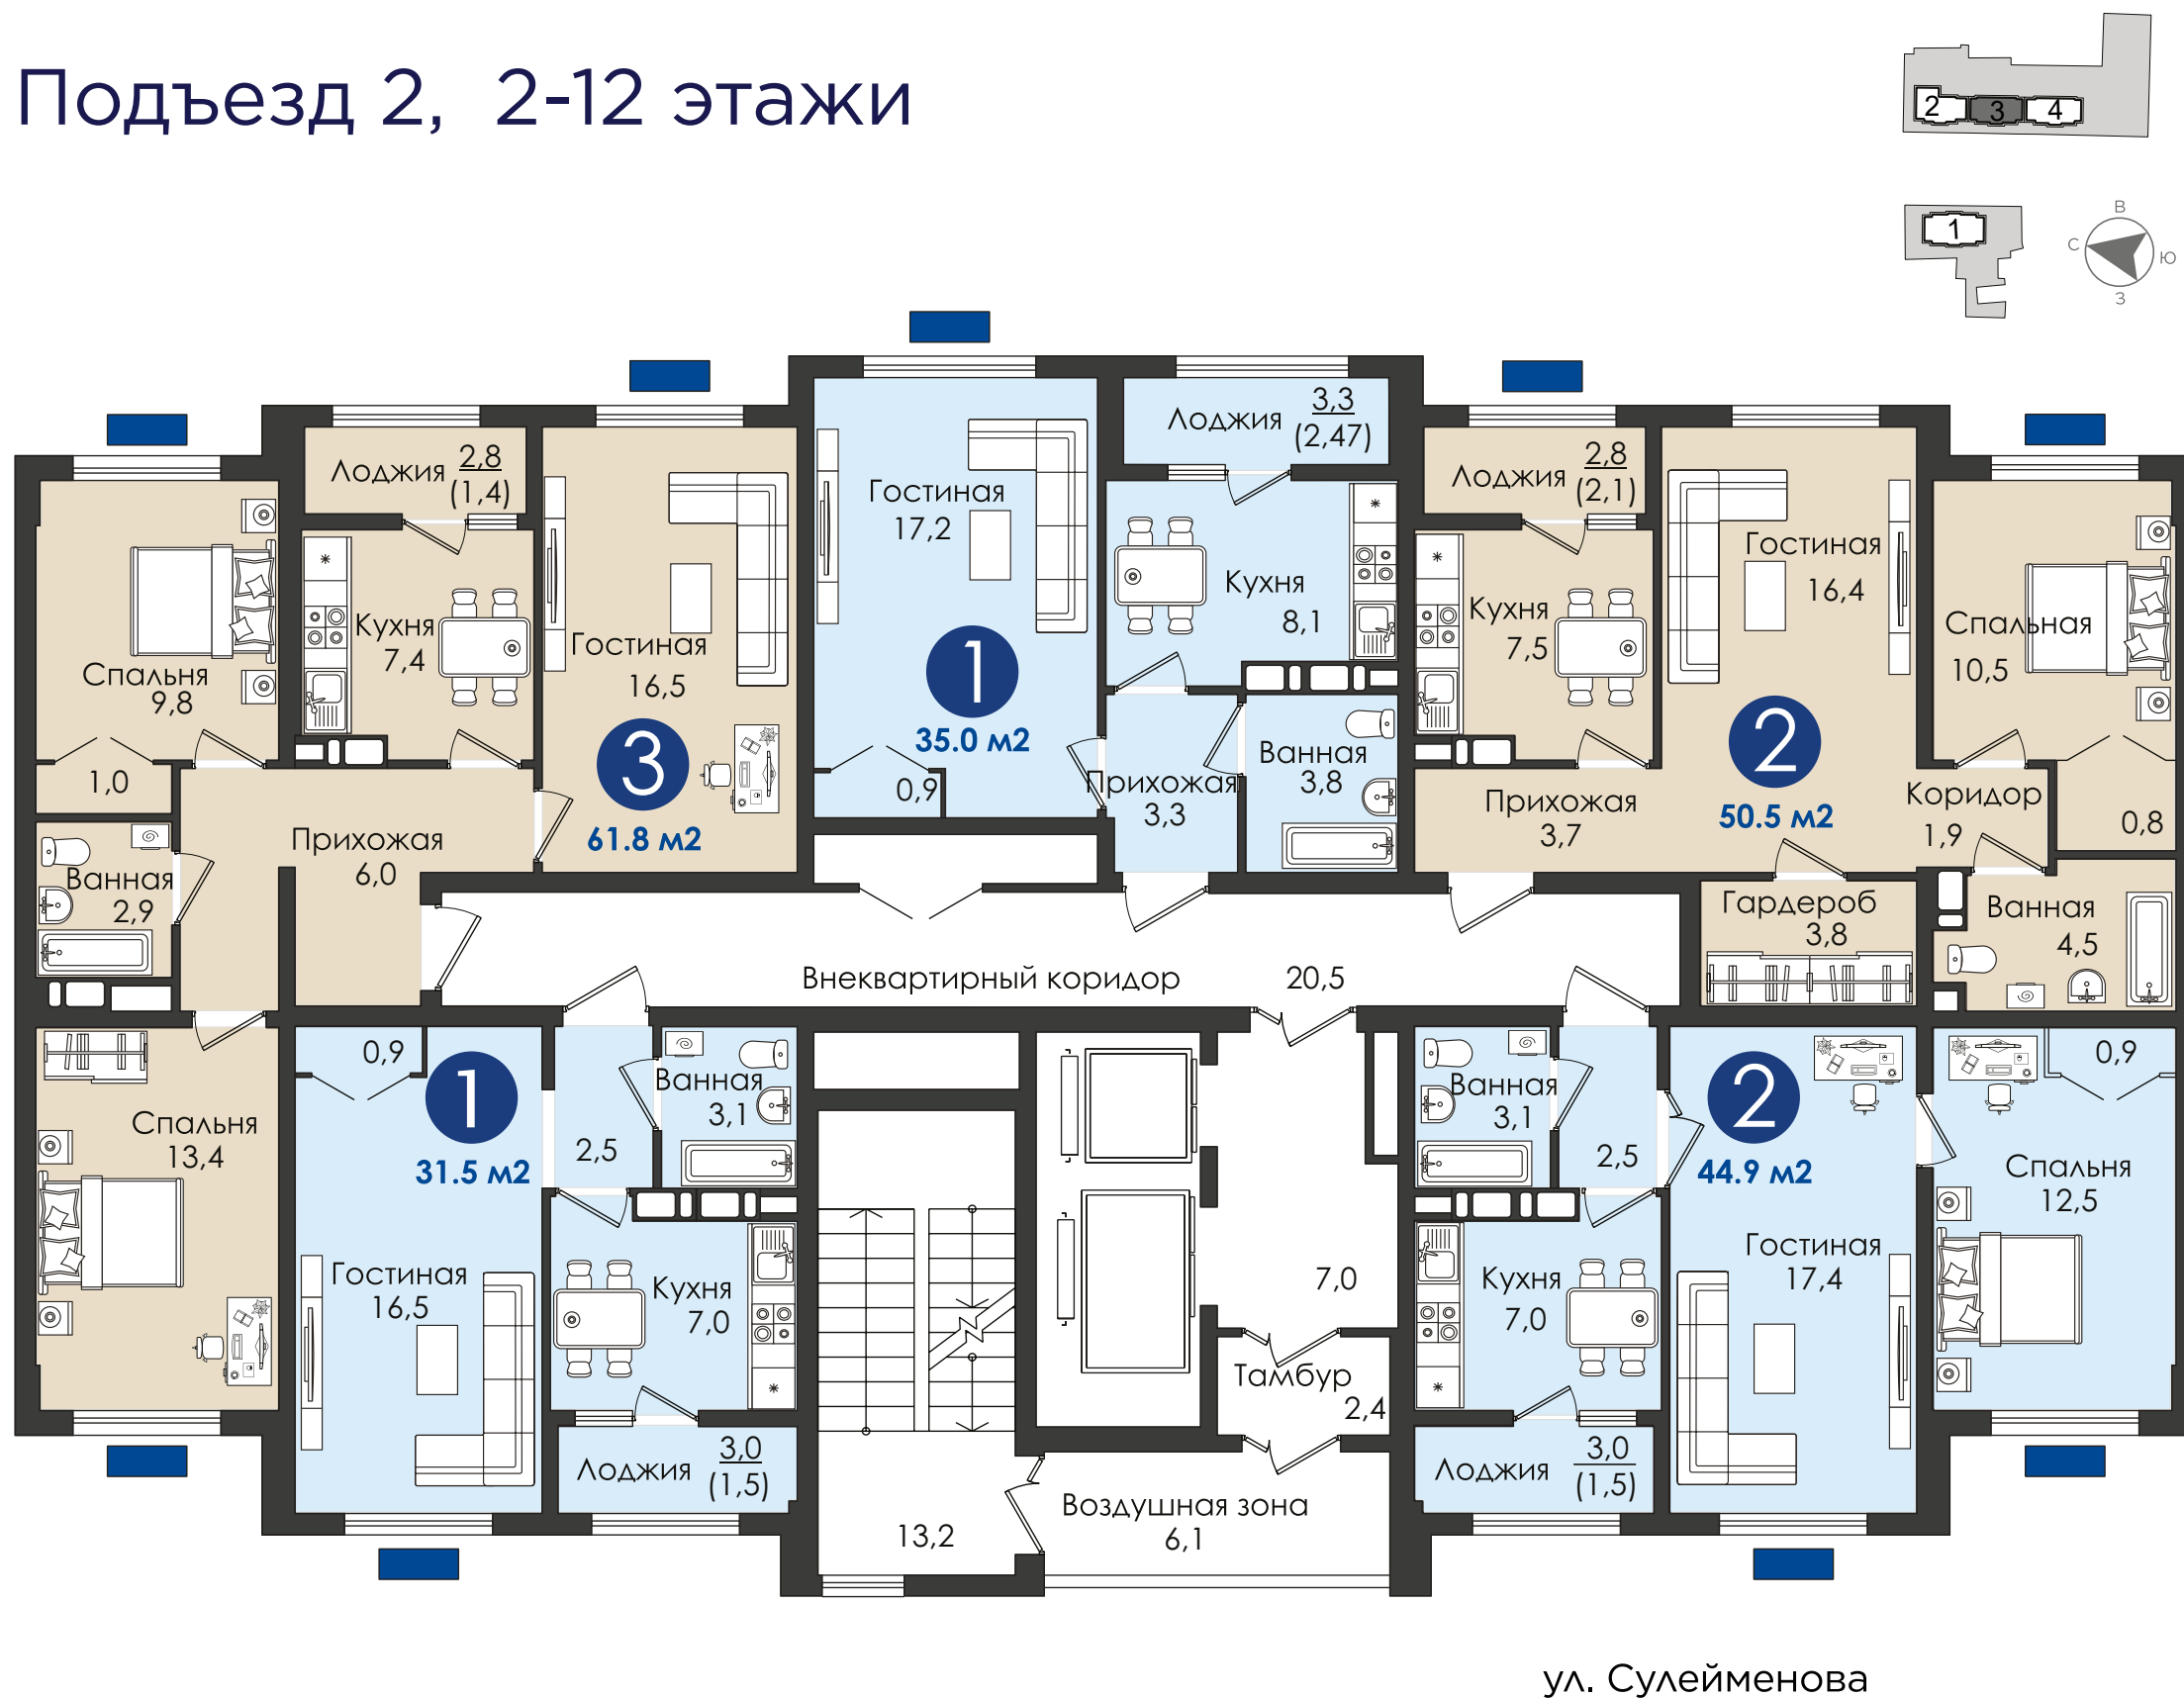 Подъезд 2, 2-12 этажи
2
3
4
1
В
С
Ю
З
Спальня
9,8
1,0
Лоджия 2,8
(1,4)
Кухня
7,4
Гостиная
16,5
3
61.8 м2
Прихожая
6,0
Ванная
2,9
Спальня
13,4
Гостиная
17,2
1
35.0 м2
0,9
Лоджия 3,3
(2,47)
Кухня
8,1
Прихожая
3,3
Ванная
3,8
Лоджия 2,8
(2,1)
Кухня
7,5
Гостиная
16,4
2
50.5 м2
Спальная
10,5
Прихожая
3,7
Коридор
1,9
0,8
Гардероб
3,8
Ванная
4,5
Внеквартирный коридор 20,5
0,9
1
31.5 м2
Гостиная
16,5
2,5
Ванная
3,1
Кухня
7,0
Лоджия 3,0
(1,5)
13,2
7,0
Тамбур
2,4
Воздушная зона
6,1
Ванная
3,1
2,5
Кухня
7,0
Лоджия 3,0
(1,5)
2
44.9 м2
Гостиная
17,4
0,9
Спальня
12,5
ул. Сулейменова